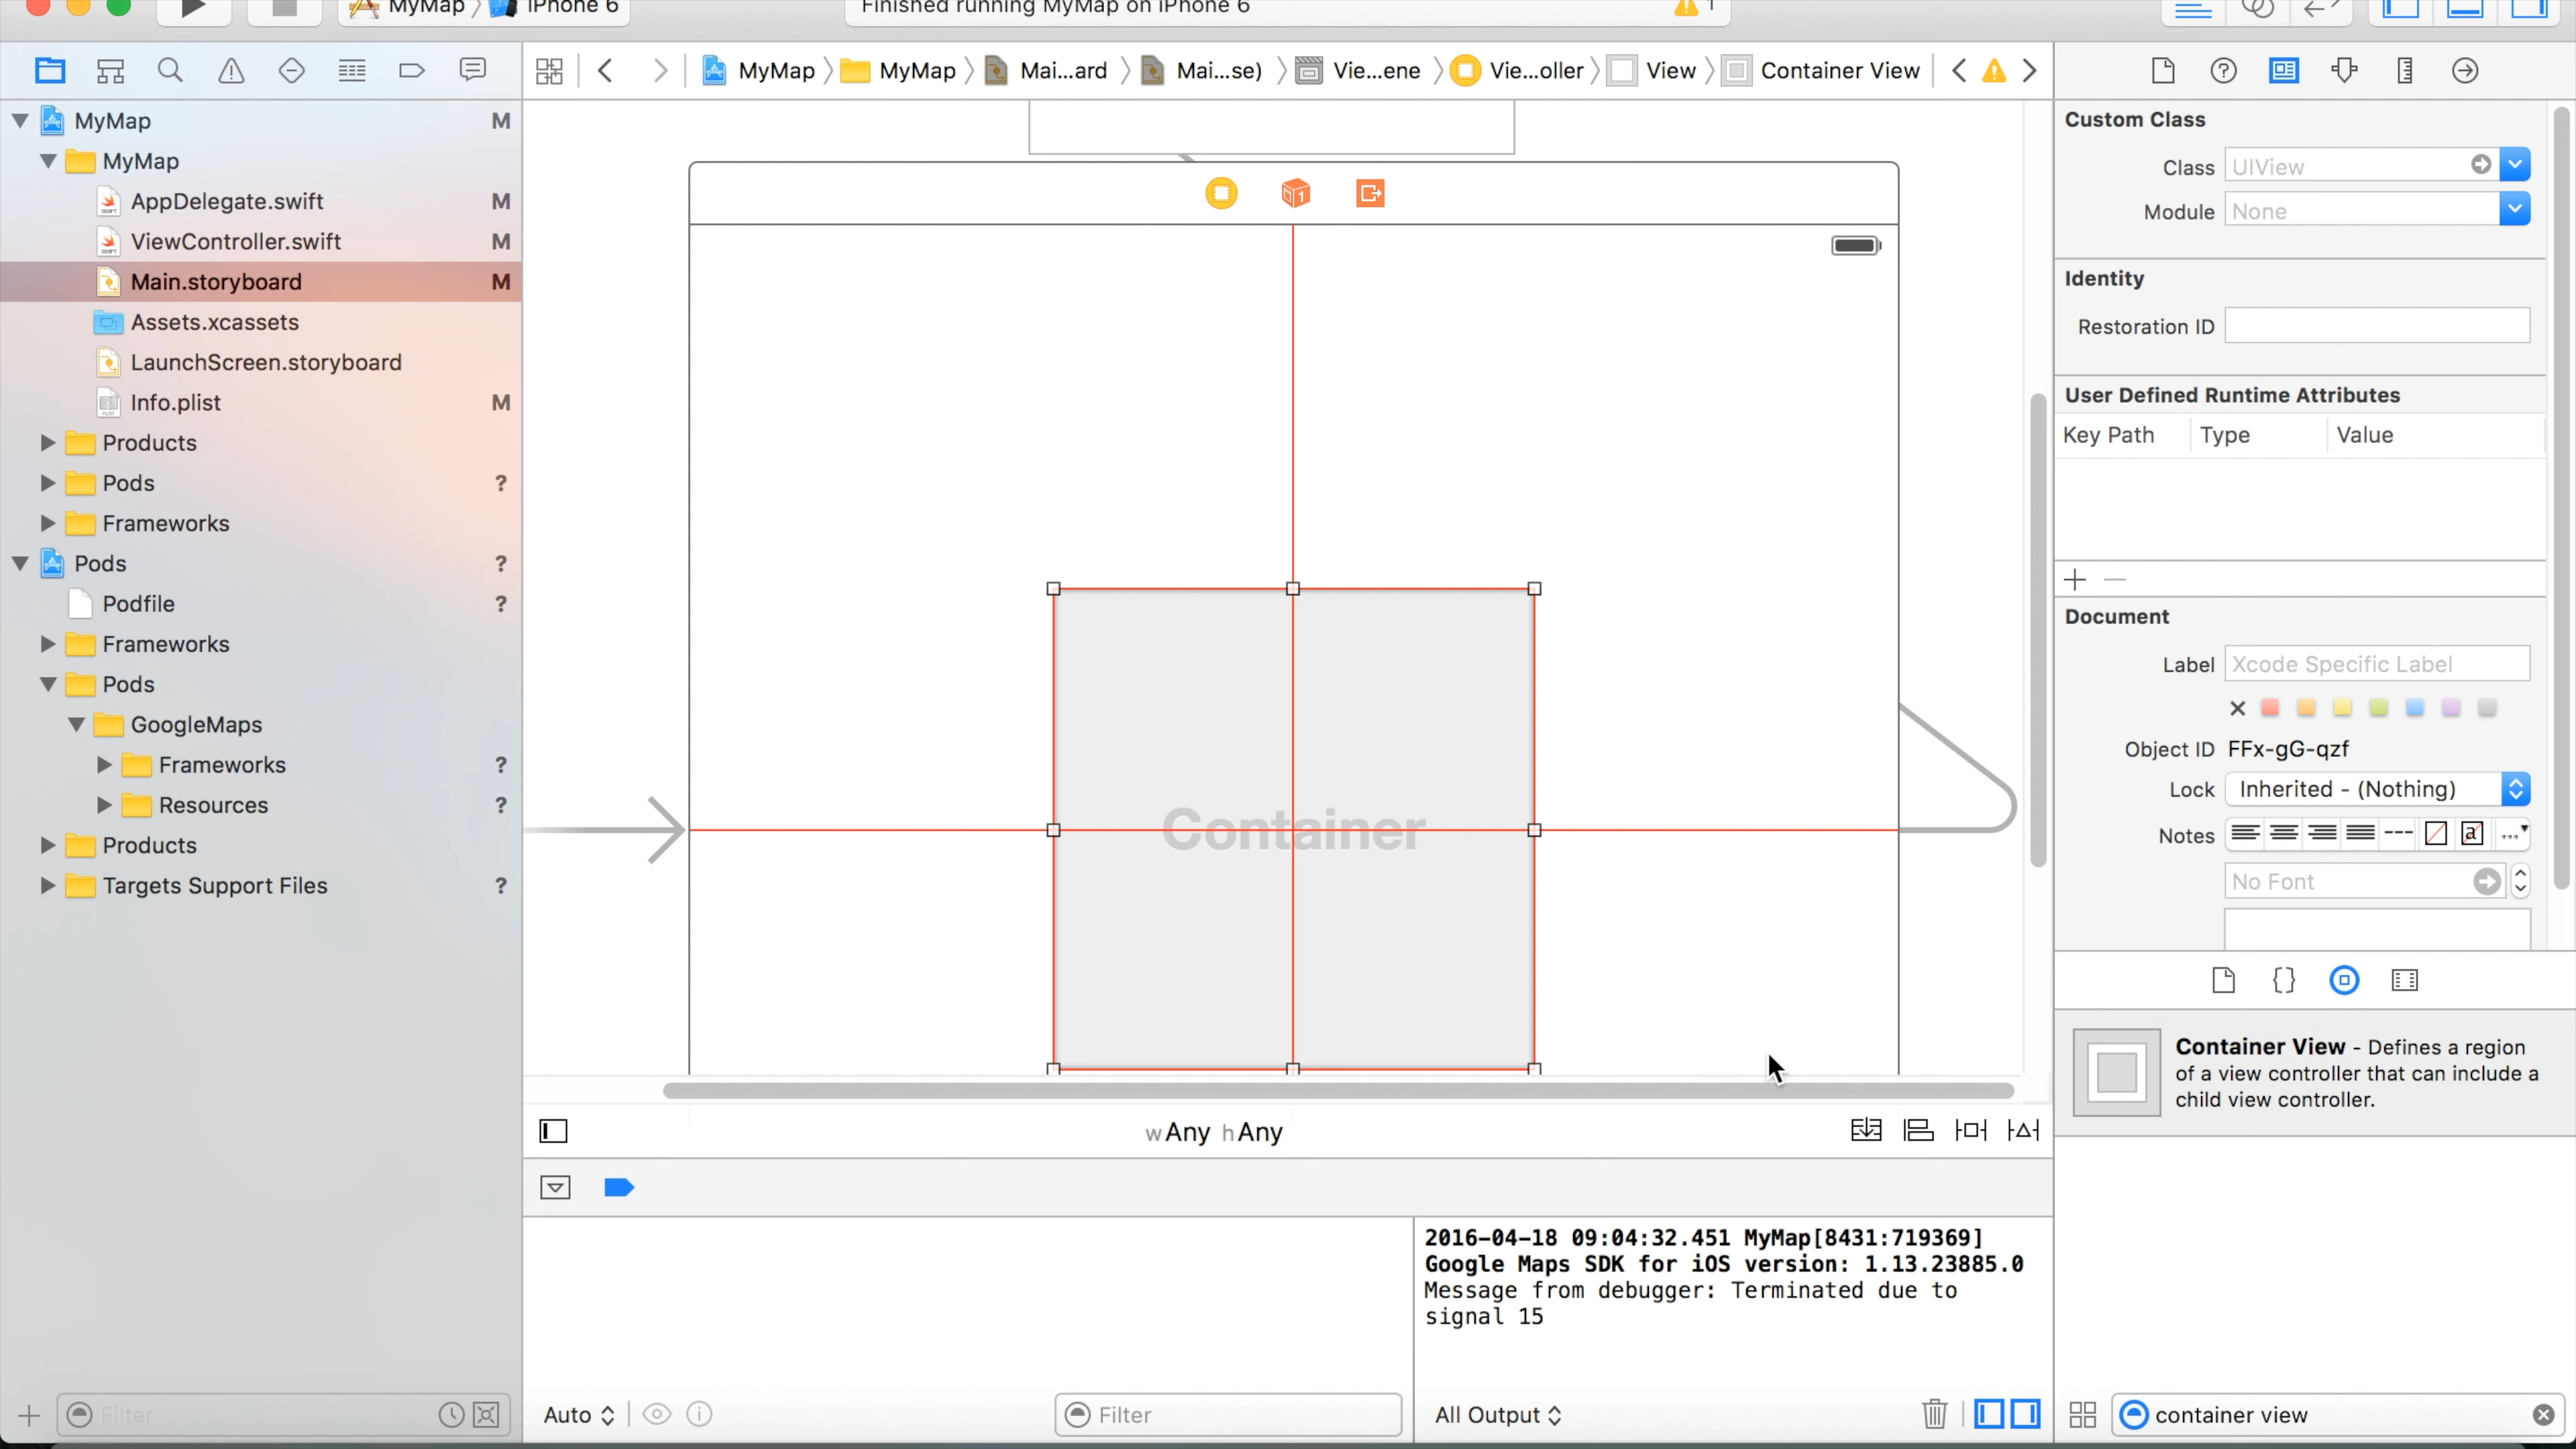 MyMap iPhone 6
Finished running MyMap on iPhone 6
1
MyMap MyMap Mai...ard Mai...se) Vie...ene Vie...oller View Container View
MyMap M
MyMap
AppDelegate.swift M
ViewController.swift M
Main.storyboard M
Assets.xcassets
LaunchScreen.storyboard
Info.plist M
Products
Pods ?
Frameworks
Pods ?
Podfile ?
Frameworks
Pods
GoogleMaps
Frameworks ?
Resources ?
Products
Targets Support Files ?
Filter
Container
wAny hAny
2016-04-18 09:04:32.451 MyMap[8431:719369]
Google Maps SDK for iOS version: 1.13.23885.0
Message from debugger: Terminated due to
signal 15
Auto
Filter
All Output
Custom Class
Class UIView
Module None
Identity
Restoration ID
User Defined Runtime Attributes
Key Path Type Value
Document
Label Xcode Specific Label
Object ID FFx-gG-qzf
Lock Inherited - (Nothing)
Notes
No Font
Container View - Defines a region
of a view controller that can include a
child view controller.
container view